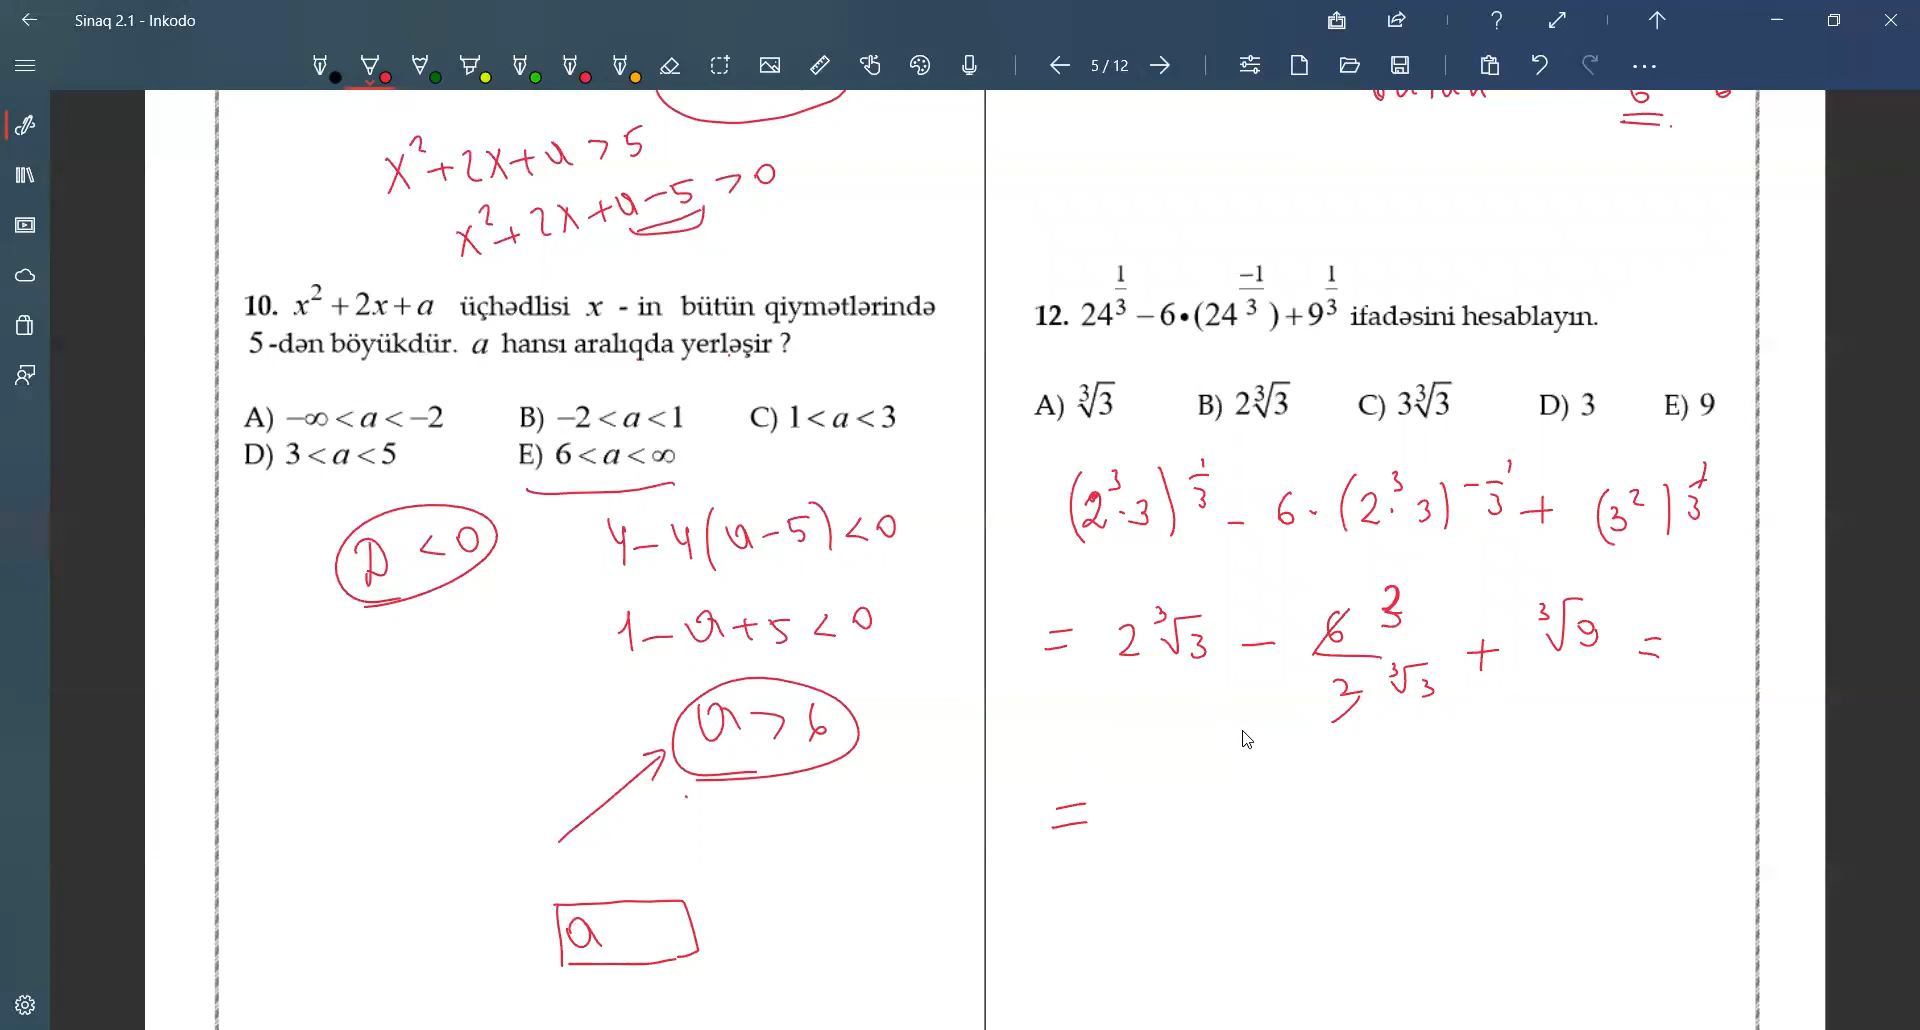 Sinaq 2.1 - Inkodo
5 / 12
x² + 2x + a > 5
x² + 2x + a - 5 > 0
10. x² + 2x + a üçhədlisi x - in bütün qiymətlərində
5 -dən böyükdür. a hansı aralıqda yerləşir ?
A) −∞ < a < −2 B) −2 < a < 1 C) 1 < a < 3
D) 3 < a < 5 E) 6 < a < ∞
D < 0
4 - 4(a - 5) < 0
1 - a + 5 < 0
a > 6
a
6
12. 24^(1/3) − 6•(24^(−1/3)) + 9^(1/3) ifadəsini hesablayın.
A) ∛3 B) 2∛3 C) 3∛3 D) 3 E) 9
(2³·3)^(1/3) - 6·(2³·3)^(-1/3) + (3²)^(1/3)
= 2∛3 - 6 3/2∛3 + ∛9 =
=